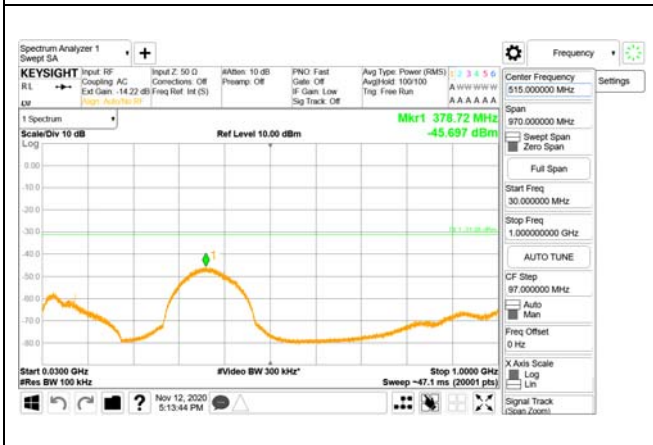 Spectrum Analyzer 1
Swept SA
Frequency
KEYSIGHT
RL
Input: RF
Coupling: AC
Ext Gain: -14.22 dB
Align: Auto/No RF
Input Z: 50 Ω
Corrections: Off
Freq Ref: Int (S)
#Atten: 10 dB
Preamp: Off
PNO: Fast
Gate: Off
IF Gain: Low
Sig Track: Off
Avg Type: Power (RMS)
Avg|Hold: 100/100
Trig: Free Run
1 2 3 4 5 6
A W W W W W
A A A A A A
1 Spectrum
Scale/Div 10 dB
Log
Ref Level 10.00 dBm
Mkr1 378.72 MHz
-45.697 dBm
0.00
-10.0
-20.0
-30.0
-40.0
-50.0
-60.0
-70.0
-80.0
1
Start 0.0300 GHz
#Res BW 100 kHz
#Video BW 300 kHz*
Stop 1.0000 GHz
Sweep ~47.1 ms (20001 pts)
Nov 12, 2020
5:13:44 PM
Center Frequency
515.000000 MHz
Settings
Span
970.000000 MHz
Swept Span
Zero Span
Full Span
Start Freq
30.000000 MHz
Stop Freq
1.000000000 GHz
AUTO TUNE
CF Step
97.000000 MHz
Auto
Man
Freq Offset
0 Hz
X Axis Scale
Log
Lin
Signal Track
(Span Zoom)